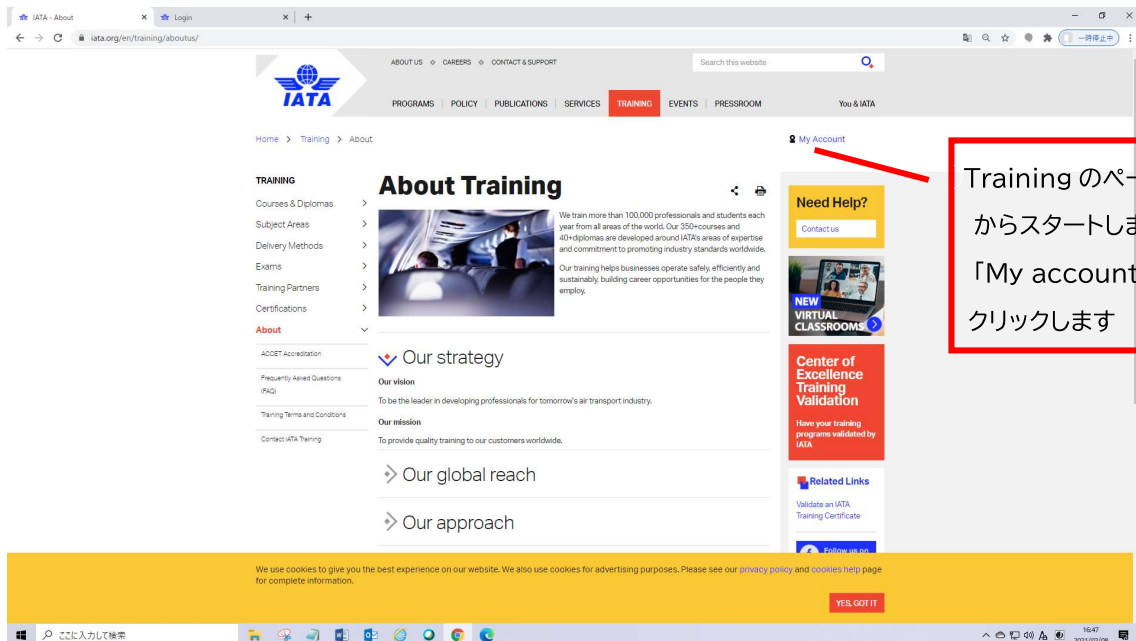 IATA - About
Login
iata.org/en/training/aboutus/
一時停止中
ABOUT US
CAREERS
CONTACT & SUPPORT
Search this website
IATA
PROGRAMS
POLICY
PUBLICATIONS
SERVICES
TRAINING
EVENTS
PRESSROOM
You & IATA
Home > Training > About
My Account
TRAINING
Courses & Diplomas
Subject Areas
Delivery Methods
Exams
Training Partners
Certifications
About
ACCET Accreditation
Frequently Asked Questions
(FAQ)
Training Terms and Conditions
Contact IATA Training
About Training
We train more than 100,000 professionals and students each
year from all areas of the world. Our 350+courses and
40+diplomas are developed around IATA's areas of expertise
and commitment to promoting industry standards worldwide.
Our training helps businesses operate safely, efficiently and
sustainably, building career opportunities for the people they
employ.
Our strategy
Our vision
To be the leader in developing professionals for tomorrow's air transport industry.
Our mission
To provide quality training to our customers worldwide.
Our global reach
Our approach
Need Help?
Contact us
NEW
VIRTUAL
CLASSROOMS
Center of
Excellence
Training
Validation
Have your training
programs validated by
IATA
Related Links
Validate an IATA
Training Certificate
Follow us on
Training のペー
からスタートしま
「My account
クリックします
We use cookies to give you the best experience on our website. We also use cookies for advertising purposes. Please see our privacy policy and cookies help page
for complete information.
YES, GOT IT
ここに入力して検索
16:47
2021/02/08